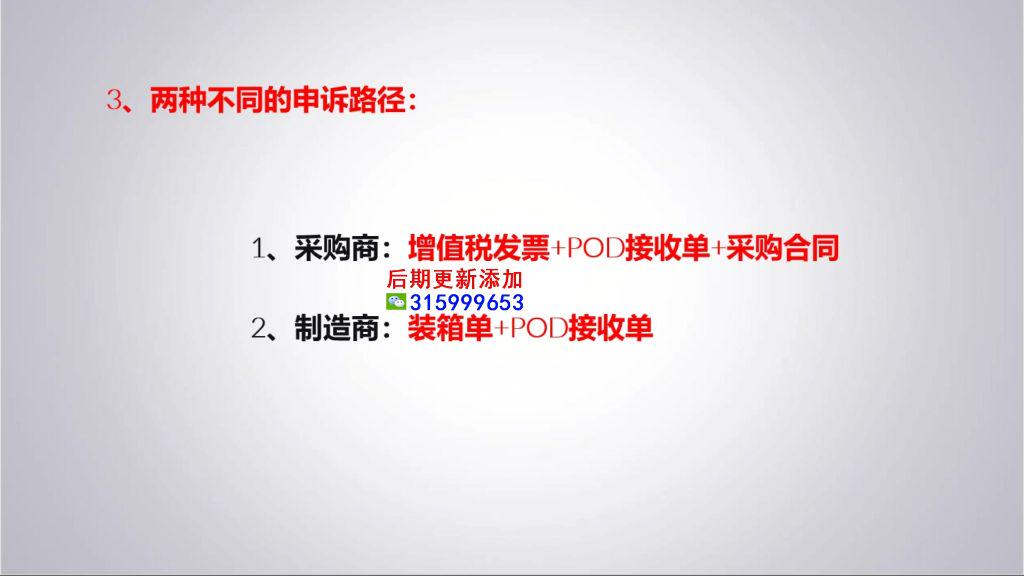 3、两种不同的申诉路径：
1、采购商：增值税发票+POD接收单+采购合同
后期更新添加
315999653
2、制造商：装箱单+POD接收单